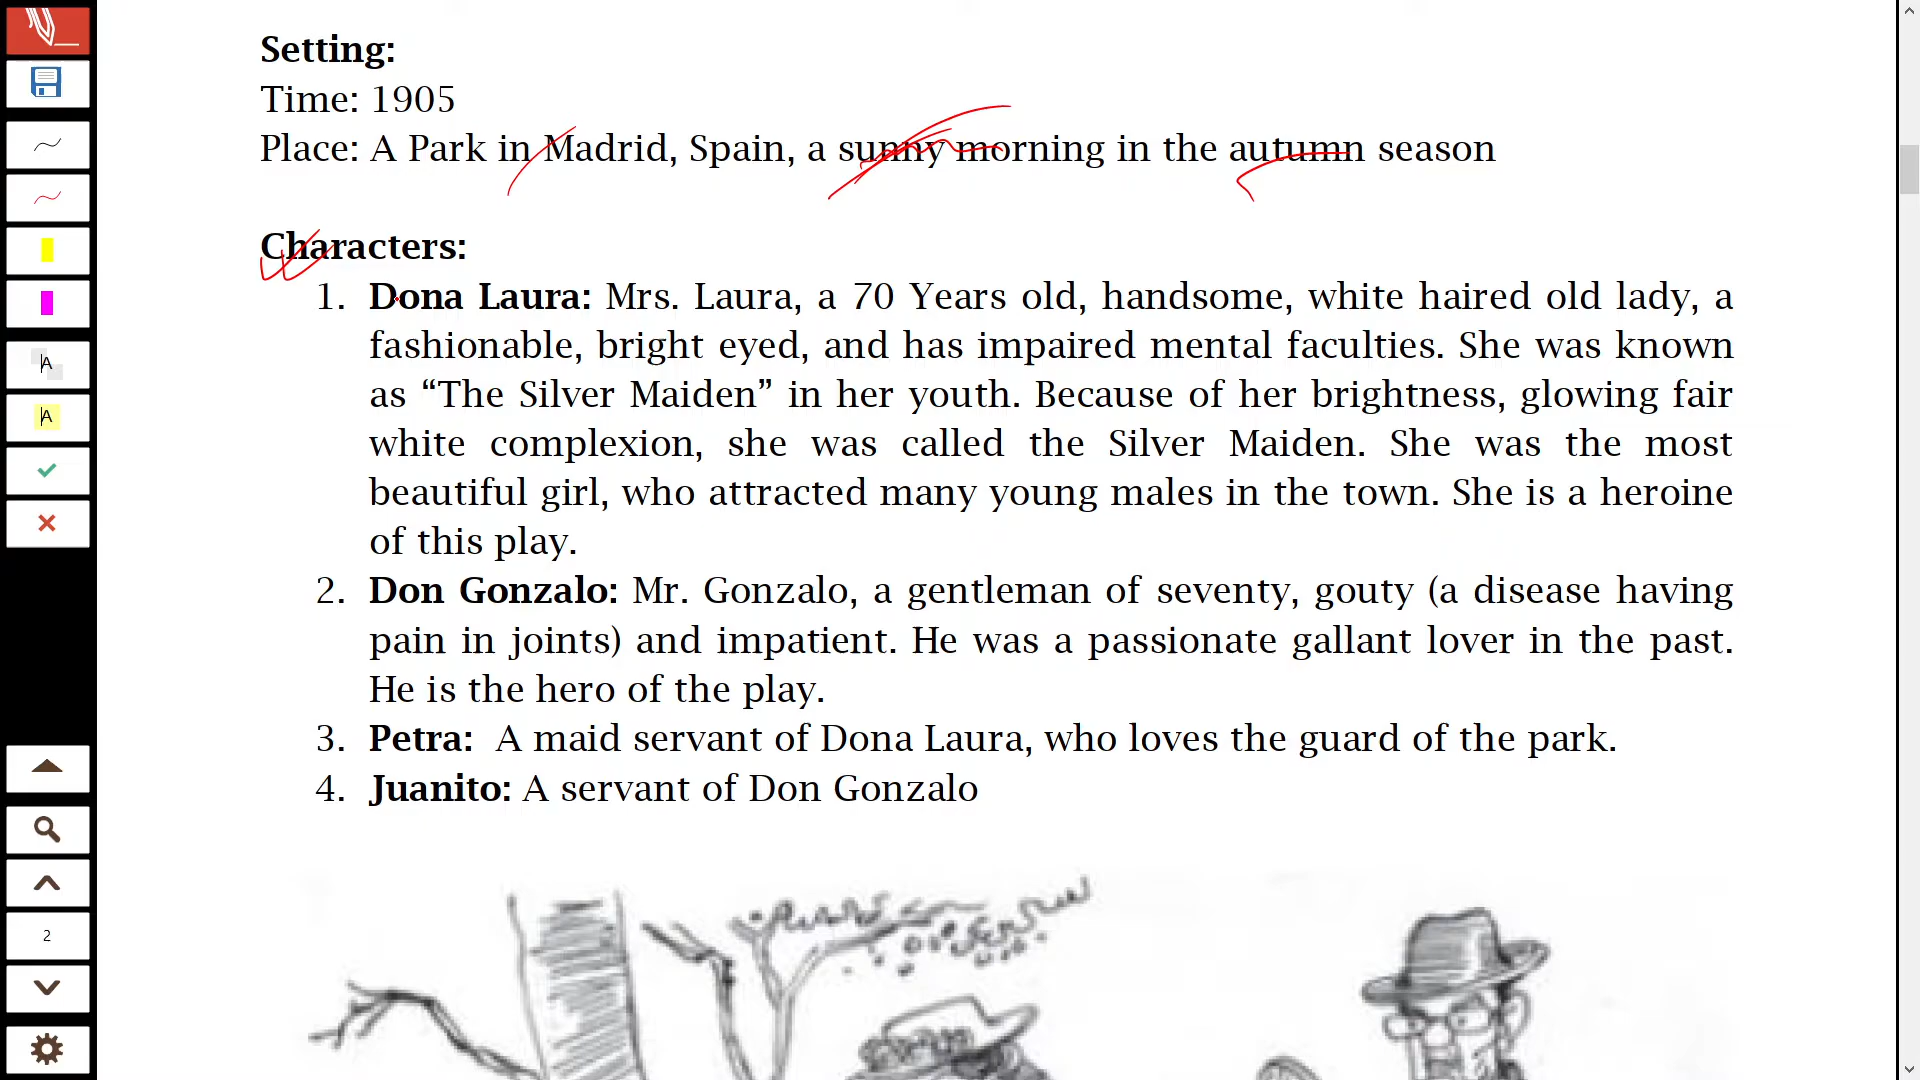 Setting:
Time: 1905
Place: A Park in Madrid, Spain, a sunny morning in the autumn season
Characters:
1. Dona Laura: Mrs. Laura, a 70 Years old, handsome, white haired old lady, a
fashionable, bright eyed, and has impaired mental faculties. She was known
as “The Silver Maiden” in her youth. Because of her brightness, glowing fair
white complexion, she was called the Silver Maiden. She was the most
beautiful girl, who attracted many young males in the town. She is a heroine
of this play.
2. Don Gonzalo: Mr. Gonzalo, a gentleman of seventy, gouty (a disease having
pain in joints) and impatient. He was a passionate gallant lover in the past.
He is the hero of the play.
3. Petra: A maid servant of Dona Laura, who loves the guard of the park.
4. Juanito: A servant of Don Gonzalo
A
A
2